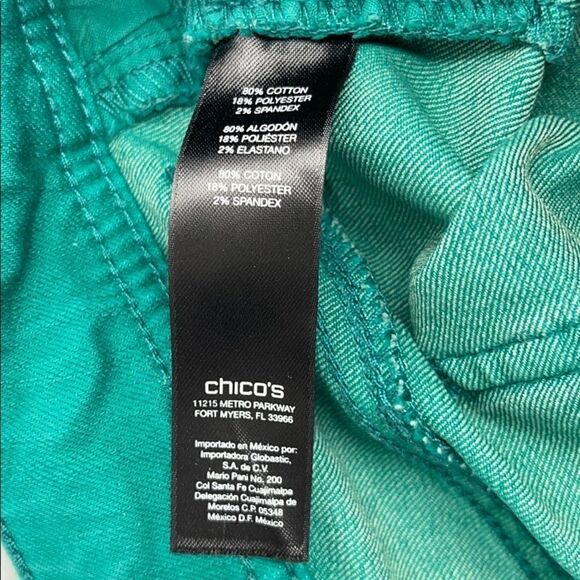 80% COTTON
18% POLYESTER
2% SPANDEX
80% ALGODÓN
18% POLIÉSTER
2% ELASTANO
80% COTON
18% POLYESTER
2% SPANDEX
chico's
11215 METRO PARKWAY
FORT MYERS, FL 33966
Importado en México por:
Importadora Globastic,
S.A. de C.V.
Mario Pani No. 200
Col Santa Fe Cuajimalpa
Delegación Cuajimalpa de
Morelos C.P. 05348
México D.F. México